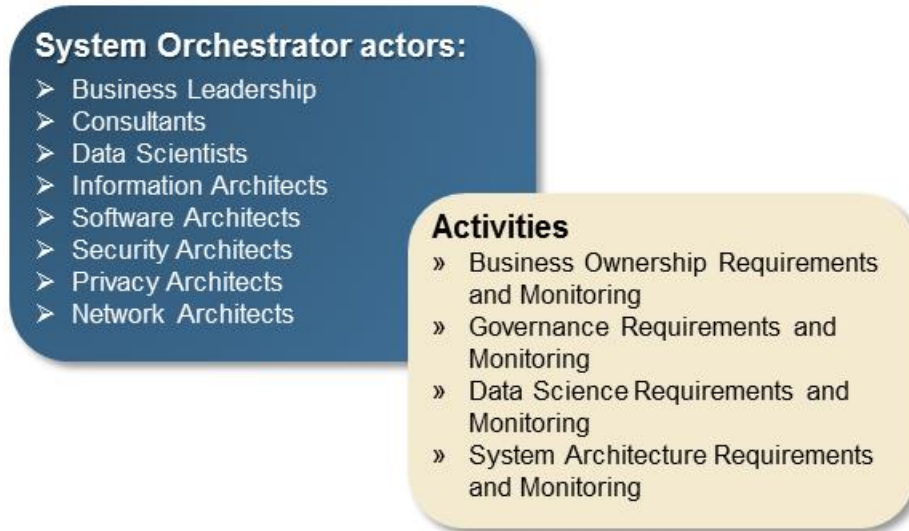 System Orchestrator actors:
➢ Business Leadership
➢ Consultants
➢ Data Scientists
➢ Information Architects
➢ Software Architects
➢ Security Architects
➢ Privacy Architects
➢ Network Architects
Activities
» Business Ownership Requirements
and Monitoring
» Governance Requirements and
Monitoring
» Data Science Requirements and
Monitoring
» System Architecture Requirements
and Monitoring